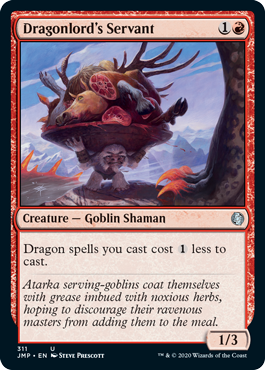 Dragonlord's Servant 1
Creature — Goblin Shaman
Dragon spells you cast cost 1 less to
cast.
Atarka serving-goblins coat themselves
with grease imbued with noxious herbs,
hoping to discourage their ravenous
masters from adding them to the meal.
1/3
311 U
JMP • EN STEVE PRESCOTT
™ & © 2020 Wizards of the Coast